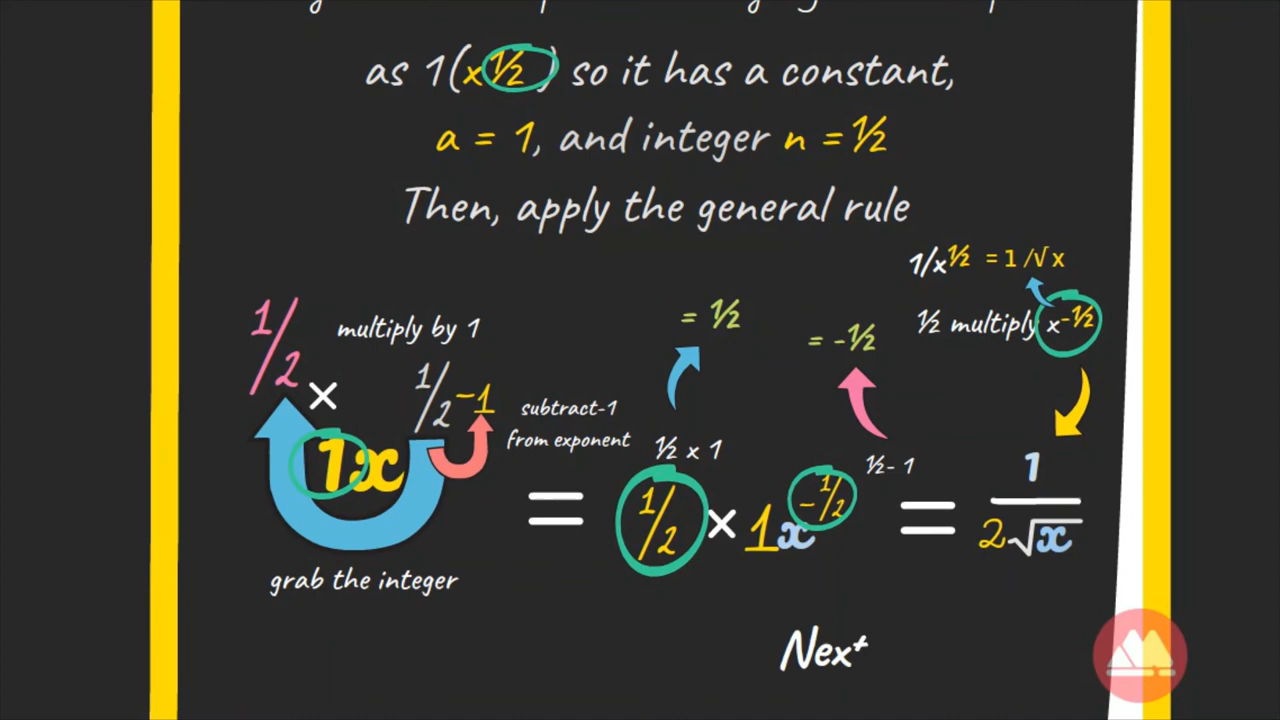 as 1(x½) so it has a constant,
a = 1, and integer n = ½
Then, apply the general rule
1/x½ = 1/√x
½ multiply x-½
= ½
= -½
1/2
multiply by 1
×
1/2 -1
subtract-1
from exponent
1x
½ x 1
½- 1
= 1/2 × 1x -1/2 = 1 / 2√x
grab the integer
Next